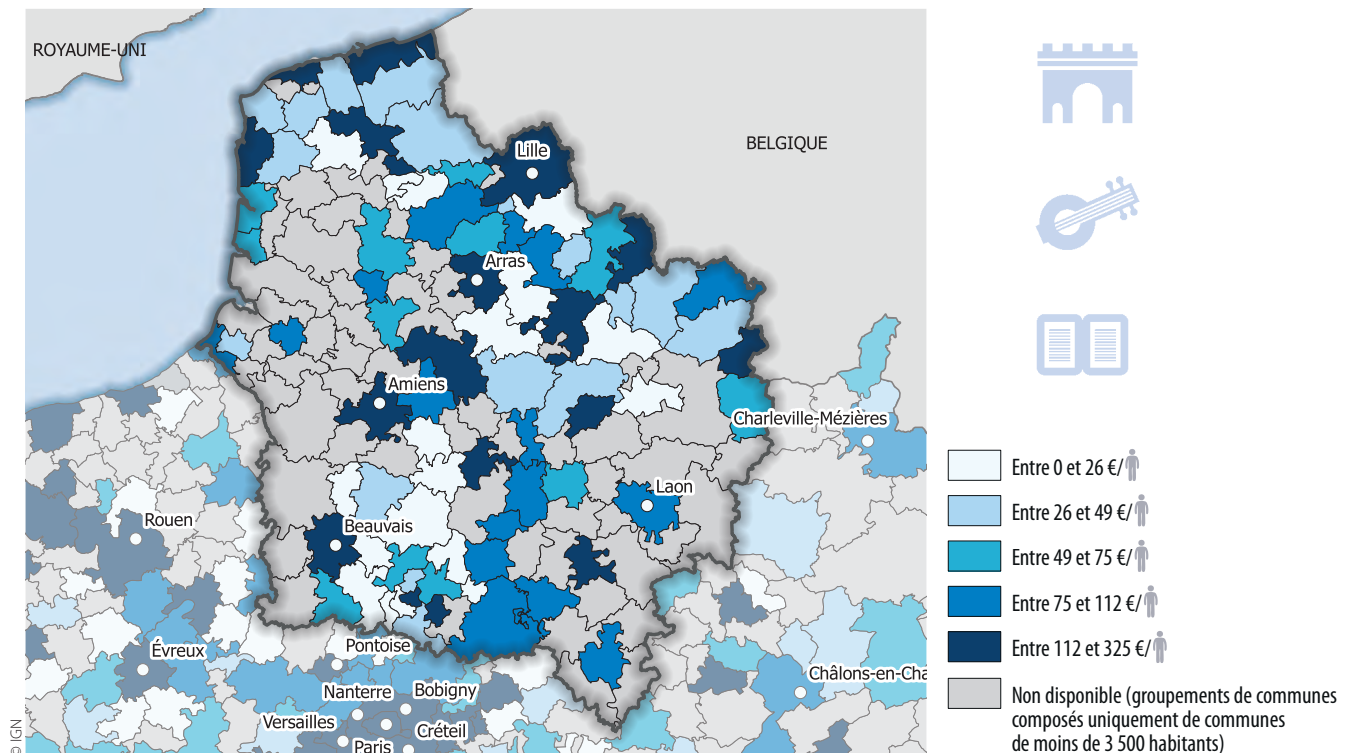 ROYAUME-UNI
BELGIQUE
Lille
Arras
Amiens
Charleville-Mézières
Laon
Rouen
Beauvais
Évreux
Pontoise
Nanterre
Bobigny
Versailles
Créteil
Paris
Châlons-en-Cha
© IGN
Entre 0 et 26 €/
Entre 26 et 49 €/
Entre 49 et 75 €/
Entre 75 et 112 €/
Entre 112 et 325 €/
Non disponible (groupements de communes
composés uniquement de communes
de moins de 3 500 habitants)